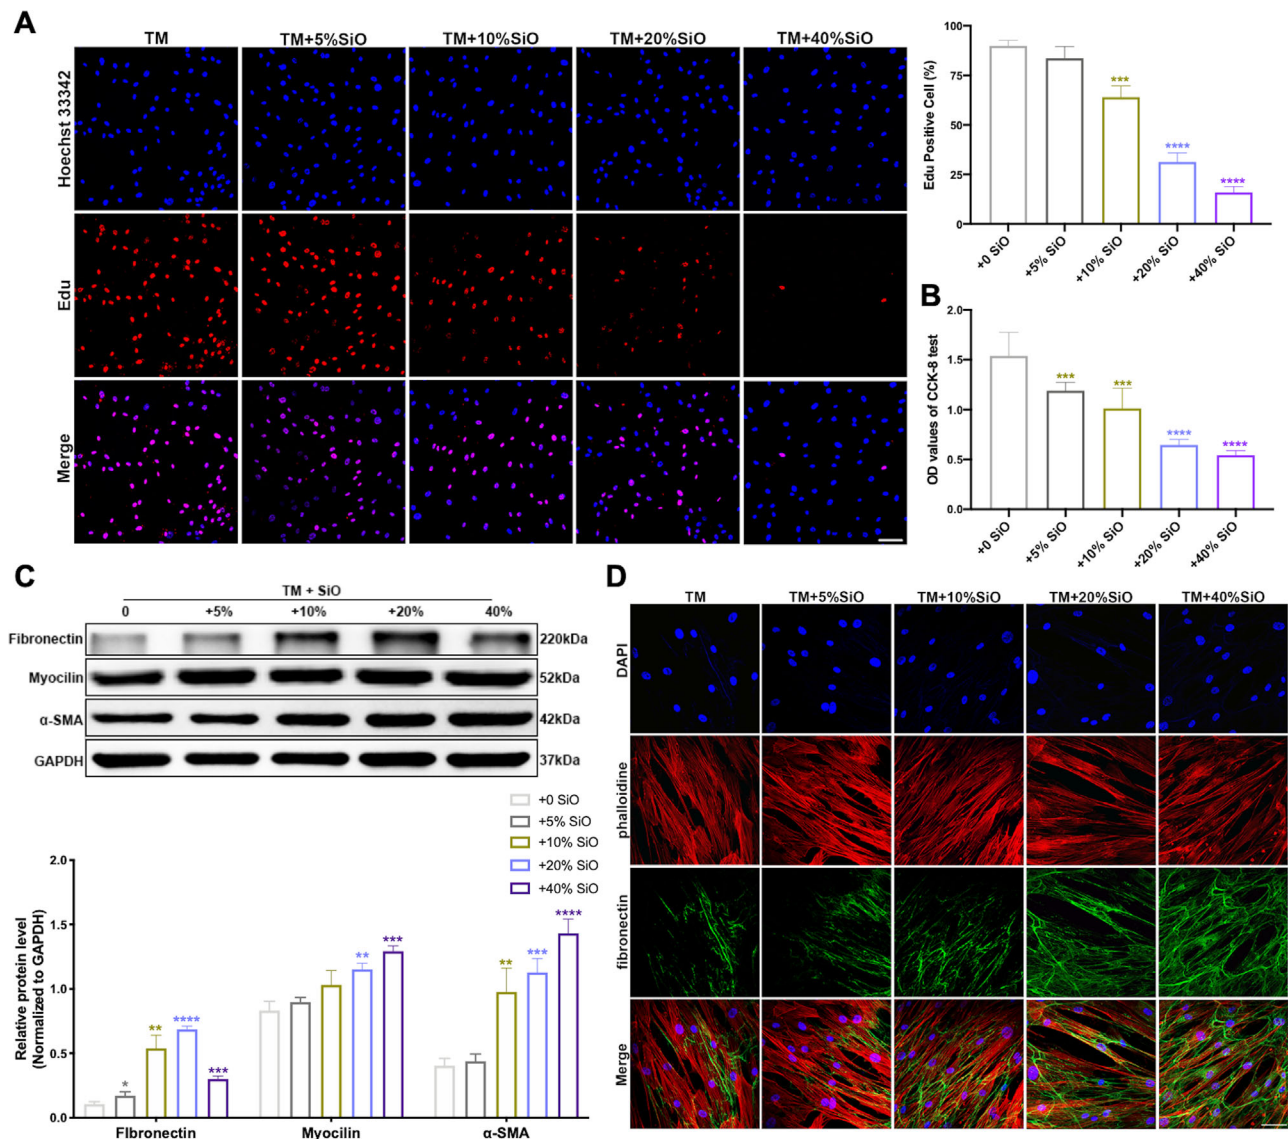 A
TM
TM+5%SiO
TM+10%SiO
TM+20%SiO
TM+40%SiO
Hoechst 33342
Edu
Merge
Edu Positive Cell (%)
100
75
50
25
0
***
****
****
+0 SiO
+5% SiO
+10% SiO
+20% SiO
+40% SiO
B
OD values of CCK-8 test
2.0
1.5
1.0
0.5
0.0
***
***
****
****
+0 SiO
+5% SiO
+10% SiO
+20% SiO
+40% SiO
C
TM + SiO
0 +5% +10% +20% 40%
Fibronectin 220kDa
Myocilin 52kDa
α-SMA 42kDa
GAPDH 37kDa
+0 SiO
+5% SiO
+10% SiO
+20% SiO
+40% SiO
Relative protein level
(Normalized to GAPDH)
2.0
1.5
1.0
0.5
0.0
* ** **** ***
** ***
** *** ****
FIbronectin
Myocilin
α-SMA
D
TM
TM+5%SiO
TM+10%SiO
TM+20%SiO
TM+40%SiO
DAPI
phalloidine
fibronectin
Merge